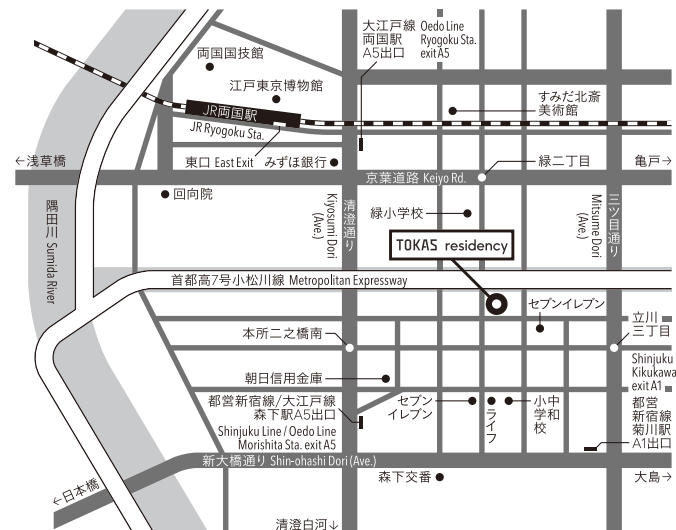 大江戸線
両国駅
A5出口
Oedo Line
Ryogoku Sta.
exit A5
両国国技館
江戸東京博物館
すみだ北斎
美術館
JR両国駅
JR Ryogoku Sta.
東口 East Exit
みずほ銀行
←浅草橋
緑二丁目
亀戸→
京葉道路 Keiyo Rd.
回向院
隅田川 Sumida River
清澄通り
Kiyosumi Dori
(Ave.)
緑小学校
三ツ目通り
Mitsume Dori
(Ave.)
TOKAS residency
首都高7号小松川線 Metropolitan Expressway
セブンイレブン
立川
三丁目
本所二之橋南
Shinjuku
Kikukawa
exit A1
朝日信用金庫
都営新宿線/大江戸線
森下駅A5出口
Shinjuku Line / Oedo Line
Morishita Sta. exit A5
セブン
イレブン
ライフ
小中
学和
校
都営
新宿線
菊川駅
A1出口
新大橋通り Shin-ohashi Dori (Ave.)
←日本橋
森下交番
大島→
清澄白河↓